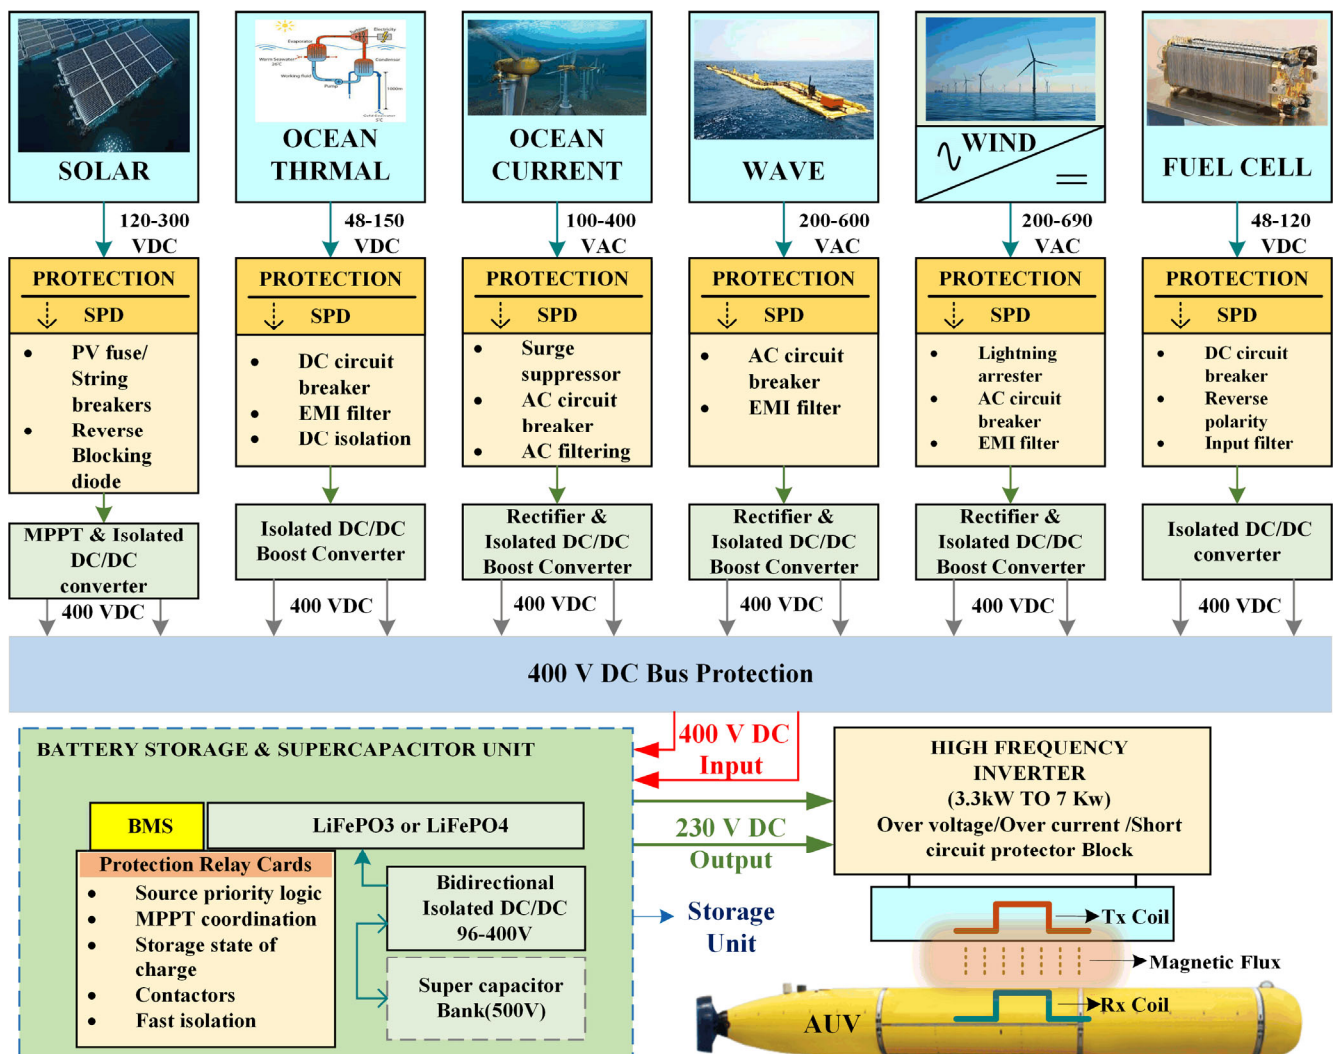 SOLAR
120-300
VDC
PROTECTION
SPD
• PV fuse/
String
breakers
• Reverse
Blocking
diode
MPPT & Isolated
DC/DC
converter
400 VDC
Electricity
Evaporator
Warm Seawater
Condenser
Working fluid
Pump
1000m
5°C
OCEAN
THRMAL
48-150
VDC
PROTECTION
SPD
• DC circuit
breaker
• EMI filter
• DC isolation
Isolated DC/DC
Boost Converter
400 VDC
OCEAN
CURRENT
100-400
VAC
PROTECTION
SPD
• Surge
suppressor
• AC circuit
breaker
• AC filtering
Rectifier &
Isolated DC/DC
Boost Converter
400 VDC
WAVE
200-600
VAC
PROTECTION
SPD
• AC circuit
breaker
• EMI filter
Rectifier &
Isolated DC/DC
Boost Converter
400 VDC
WIND
200-690
VAC
PROTECTION
SPD
• Lightning
arrester
• AC circuit
breaker
• EMI filter
Rectifier &
Isolated DC/DC
Boost Converter
400 VDC
FUEL CELL
48-120
VDC
PROTECTION
SPD
• DC circuit
breaker
• Reverse
polarity
• Input filter
Isolated DC/DC
converter
400 VDC
400 V DC Bus Protection
BATTERY STORAGE & SUPERCAPACITOR UNIT
BMS
LiFePO3 or LiFePO4
Protection Relay Cards
• Source priority logic
• MPPT coordination
• Storage state of
charge
• Contactors
• Fast isolation
Bidirectional
Isolated DC/DC
96-400V
Super capacitor
Bank(500V)
400 V DC
Input
230 V DC
Output
Storage
Unit
HIGH FREQUENCY
INVERTER
(3.3kW TO 7 Kw)
Over voltage/Over current /Short
circuit protector Block
Tx Coil
Magnetic Flux
Rx Coil
AUV